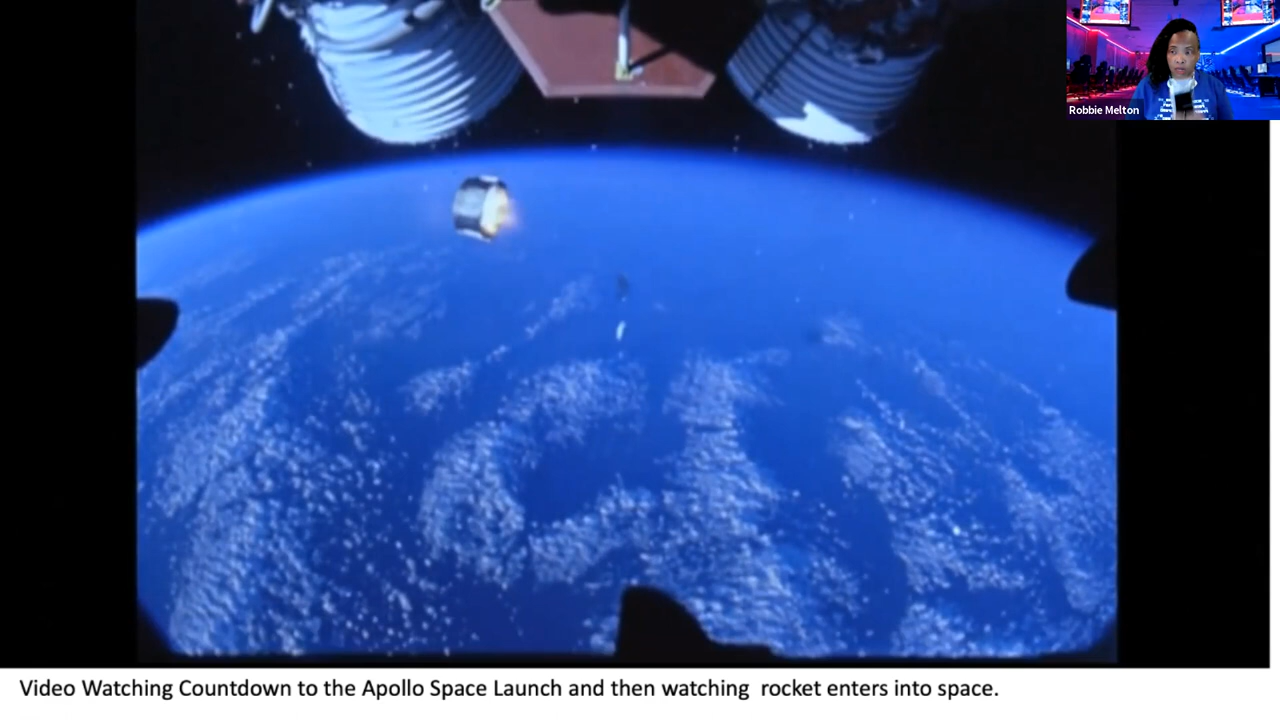 Robbie Melton
Video Watching Countdown to the Apollo Space Launch and then watching  rocket enters into space.